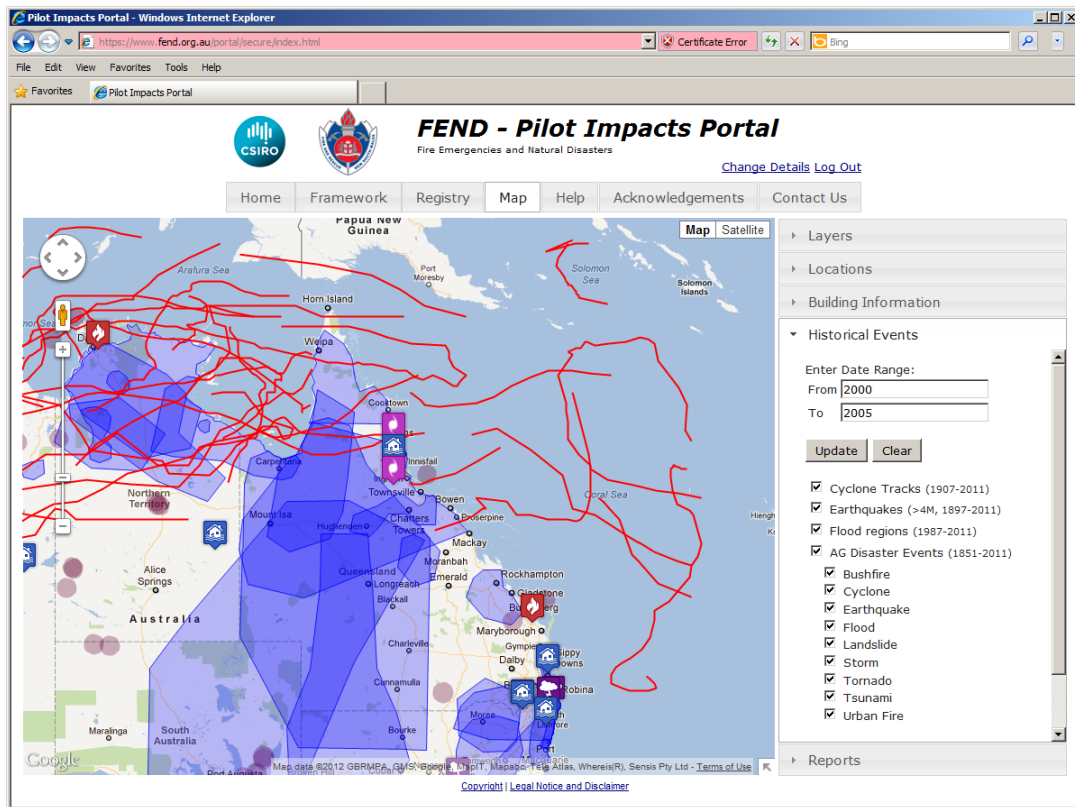 Pilot Impacts Portal - Windows Internet Explorer
https://www.fend.org.au/portal/secure/index.html
Certificate Error
Bing
File Edit View Favorites Tools Help
Favorites
Pilot Impacts Portal
CSIRO
FEND - Pilot Impacts Portal
Fire Emergencies and Natural Disasters
Change Details Log Out
Home Framework Registry Map Help Acknowledgements Contact Us
Map Satellite
Papua New
Guinea
Arafura Sea
Port
Moresby
Solomon
Sea
Solomon
Islands
Horn Island
Weipa
Cooktown
Innisfail
Carpentaria
Townsville
Bowen
Coral Sea
Northern
Territory
Mount Isa
Hughenden
Charters
Towers
Proserpine
Mackay
Moranbah
Alice
Springs
Queensland
Longreach
Emerald
Rockhampton
Blackall
Gladstone
Australia
Maryborough
Charleville
Gympie
Dalby
Cunnamulla
Robina
Moree
Maralinga
South
Australia
Bourke
Port
Google
Map data ©2012 GBRMPA, GMS, Google, MapIT, Mapabc, Tele Atlas, Whereis(R), Sensis Pty Ltd - Terms of Use
Layers
Locations
Building Information
Historical Events
Enter Date Range:
From 2000
To 2005
Update Clear
Cyclone Tracks (1907-2011)
Earthquakes (>4M, 1897-2011)
Flood regions (1987-2011)
AG Disaster Events (1851-2011)
Bushfire
Cyclone
Earthquake
Flood
Landslide
Storm
Tornado
Tsunami
Urban Fire
Reports
Copyright | Legal Notice and Disclaimer